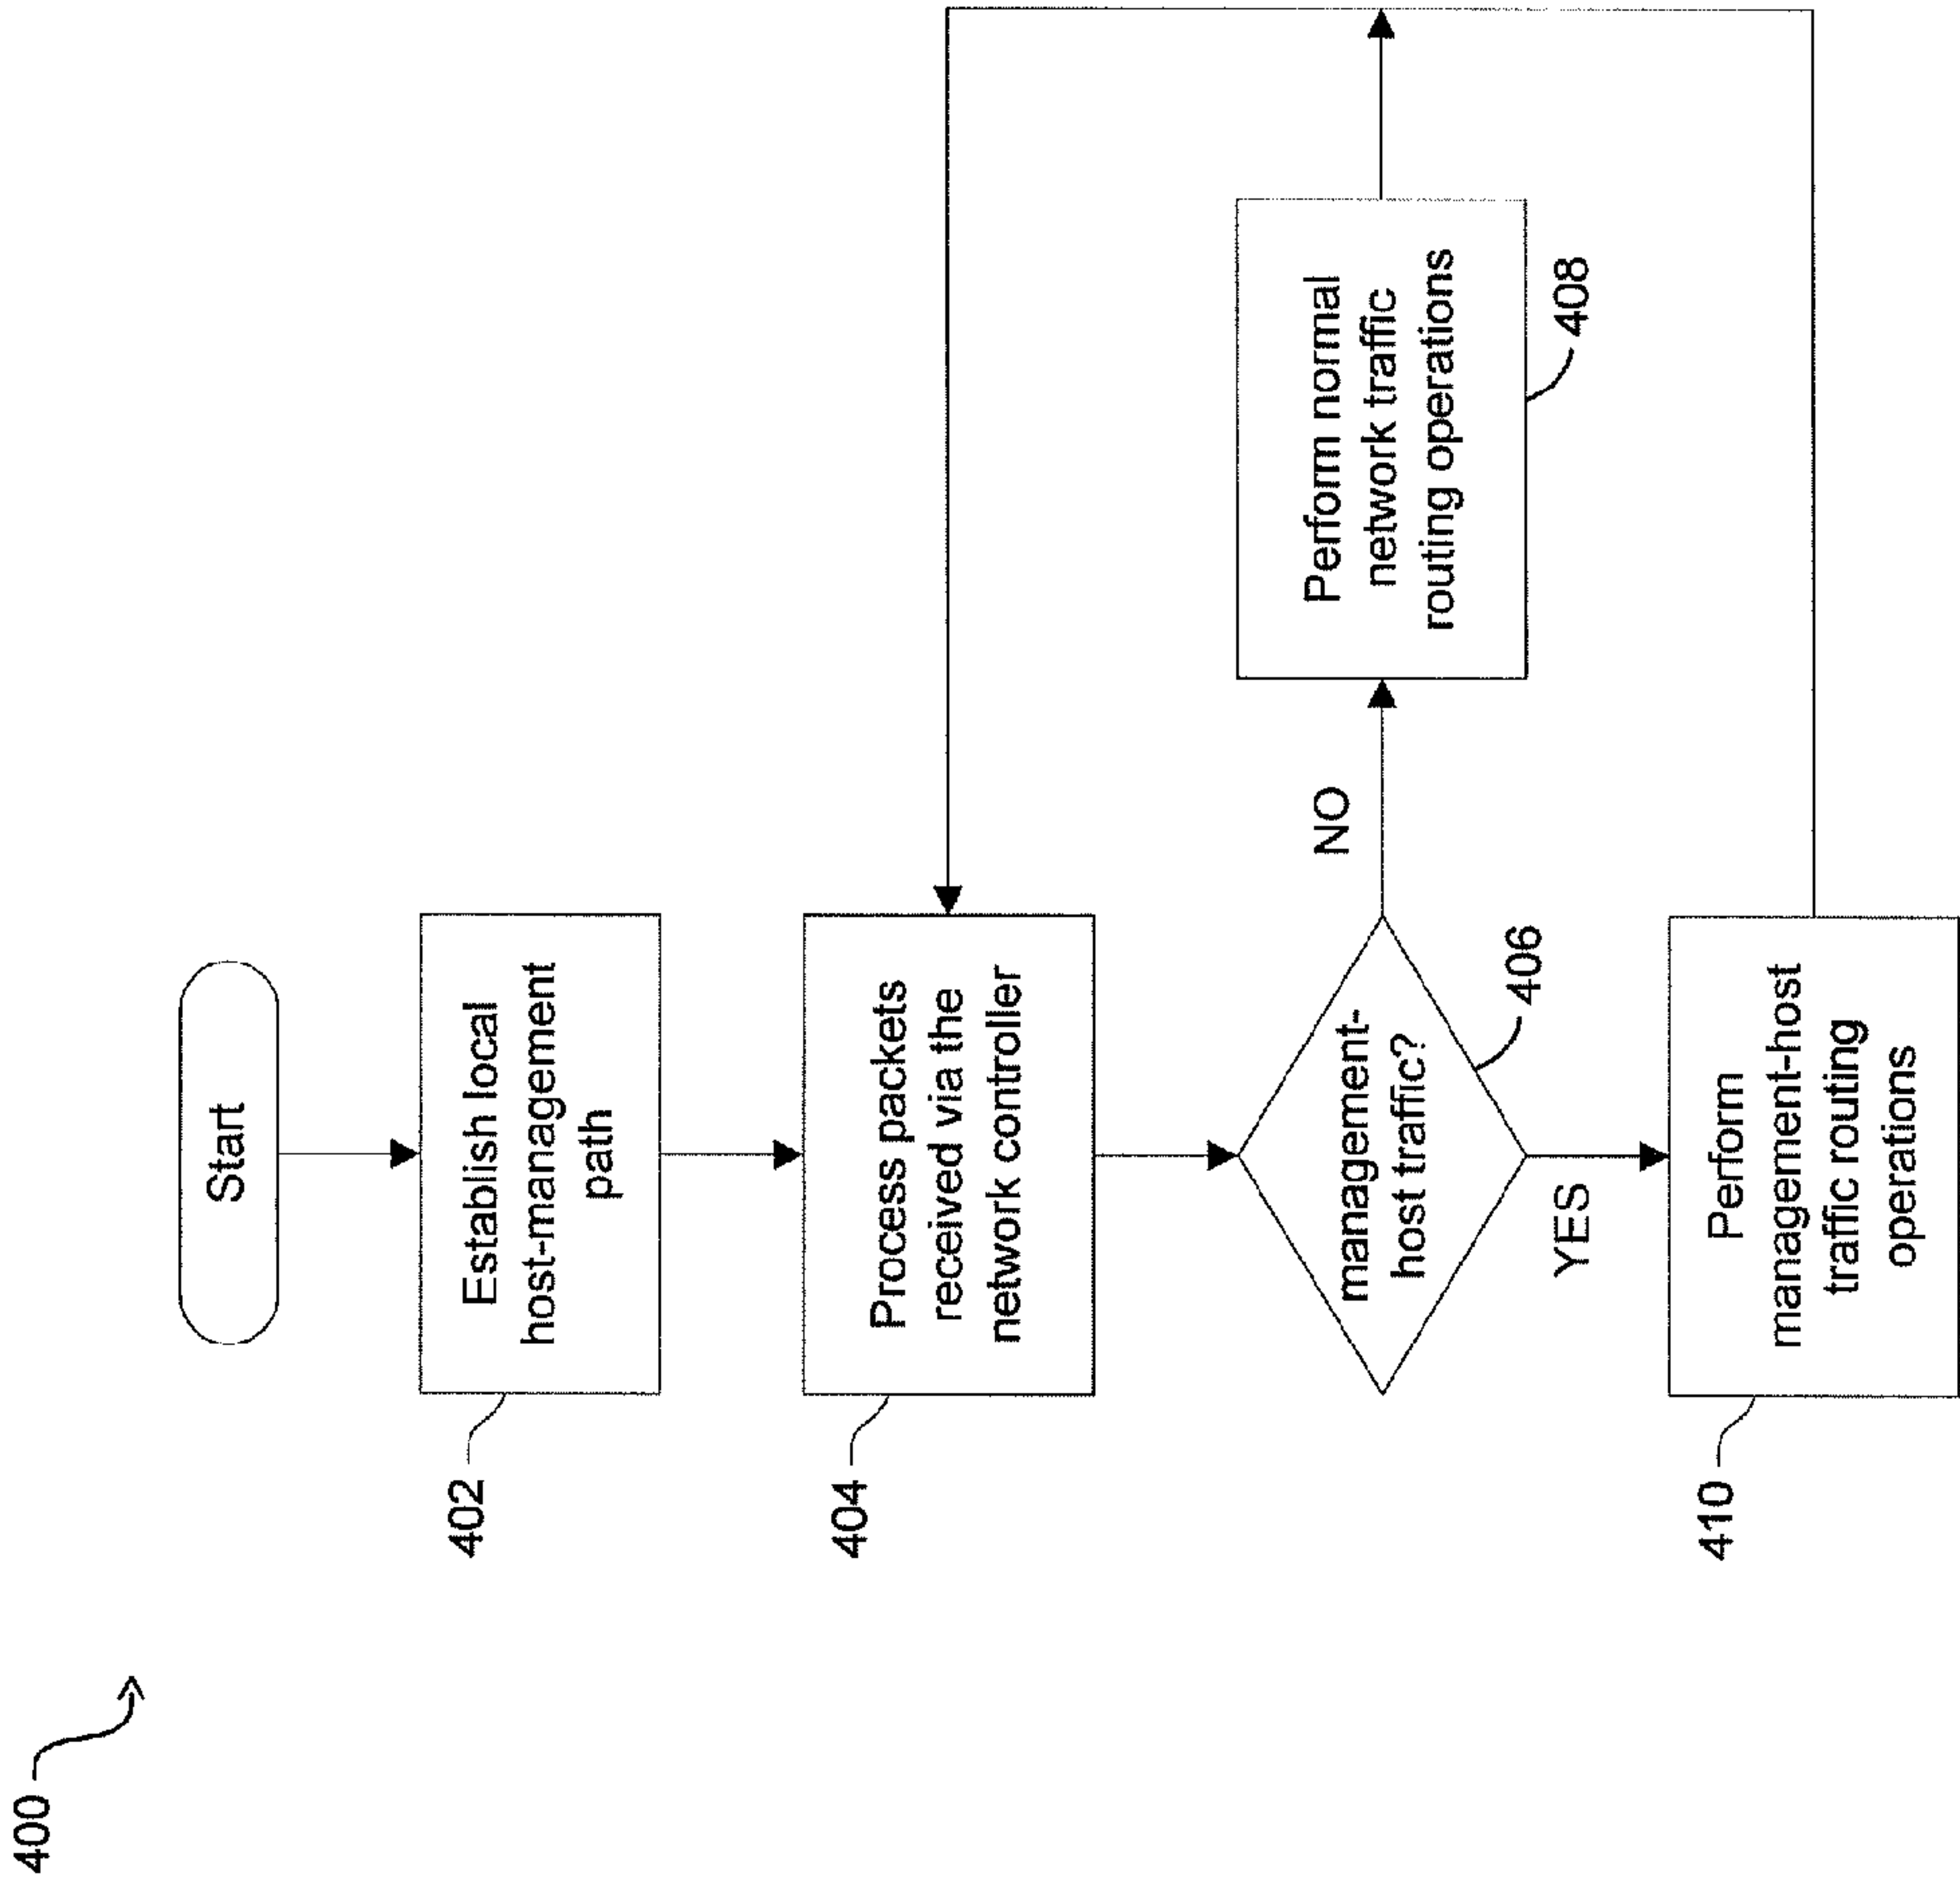 400
Start
402
Establish local
host-management
path
404
Process packets
received via the
network controller
management-
host traffic?
406
NO
Perform normal
network traffic
routing operations
408
YES
410
Perform
management-host
traffic routing
operations